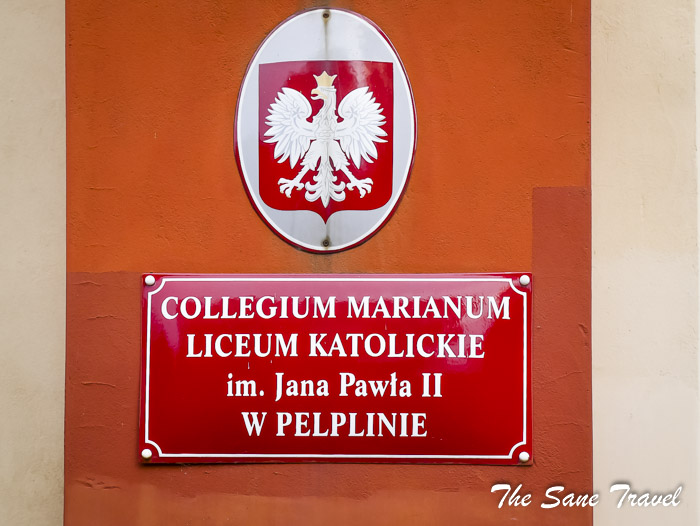 COLLEGIUM MARIANUM
LICEUM KATOLICKIE
im. Jana Pawła II
W PELPLINIE
The Sane Travel